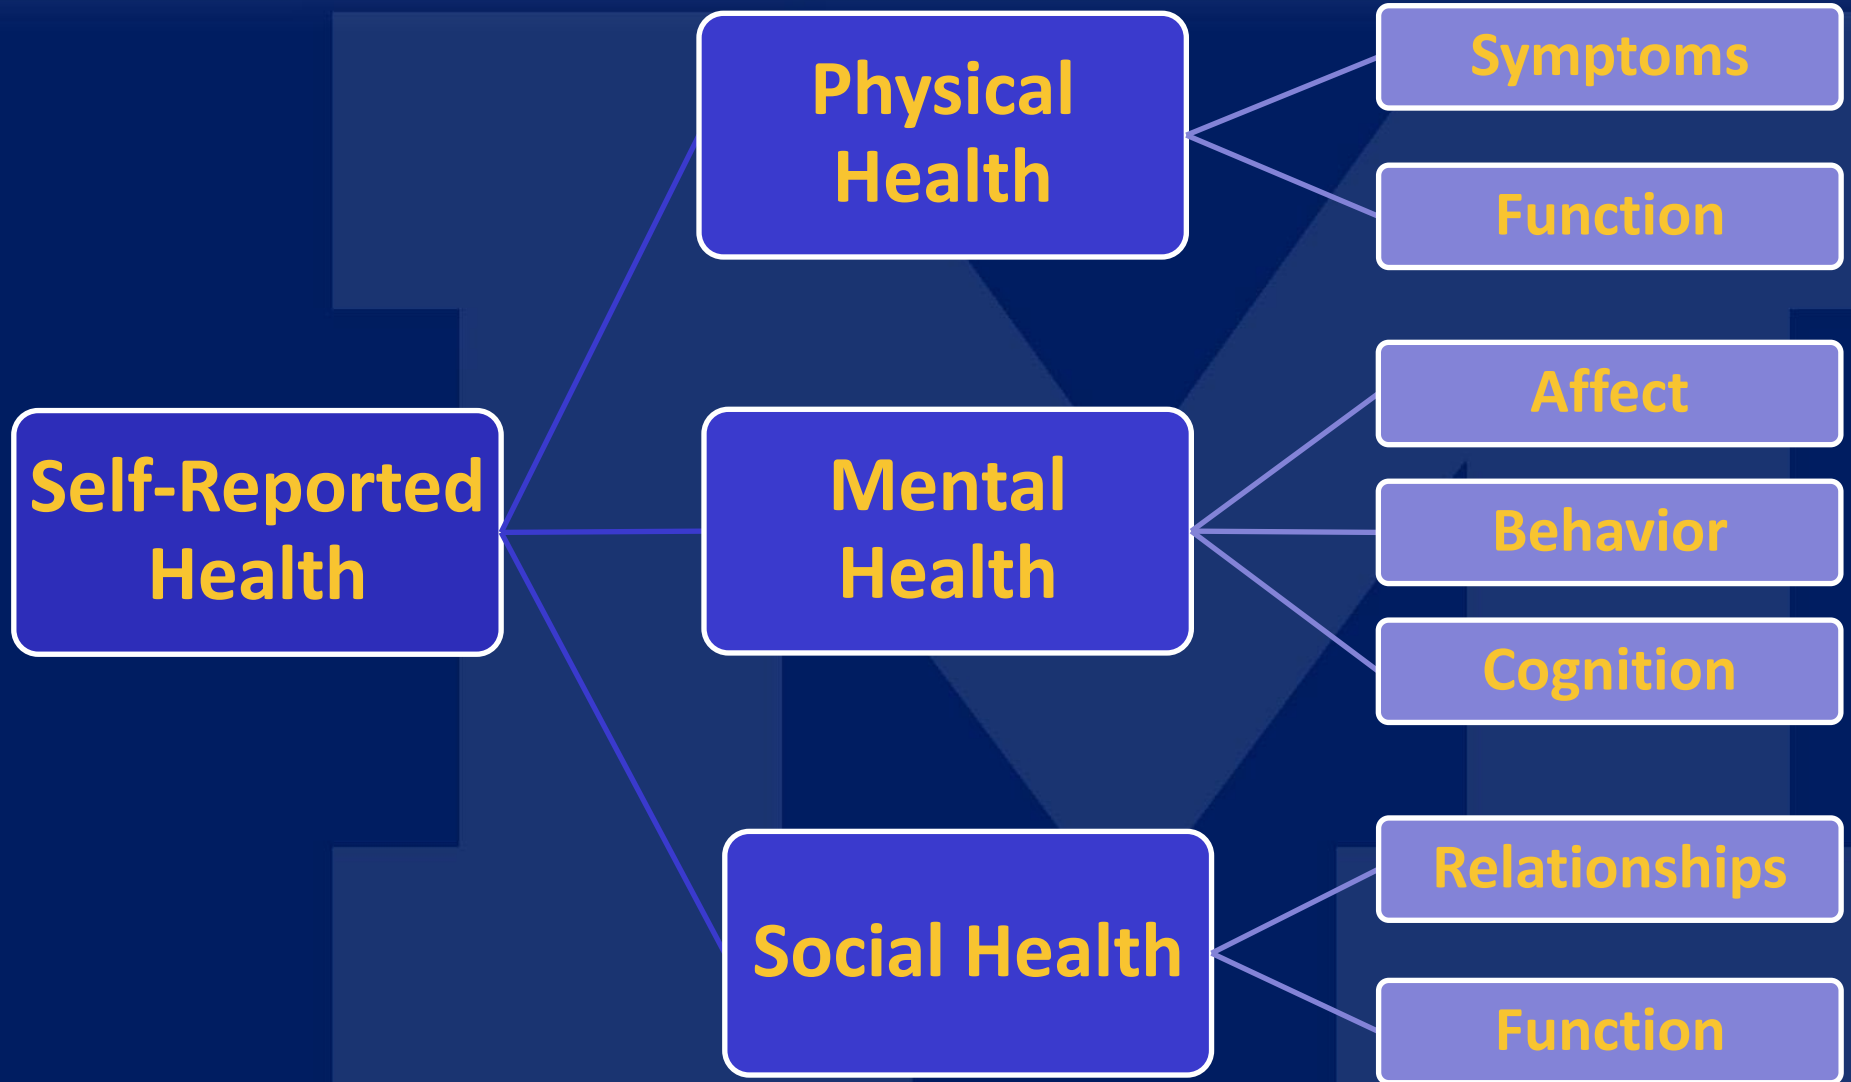 Self-Reported
Health
Physical
Health
Symptoms
Function
Mental
Health
Affect
Behavior
Cognition
Social Health
Relationships
Function